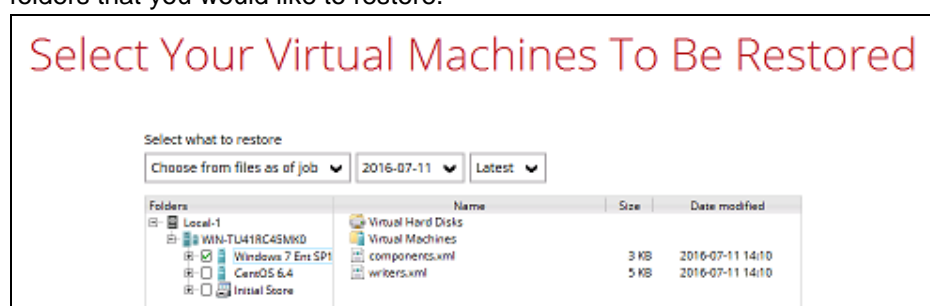 folders that you would like to restore.
Select Your Virtual Machines To Be Restored
Select what to restore
Choose from files as of job 2016-07-11 Latest
Folders Name Size Date modified
Local-1 Virtual Hard Disks
WIN-TU41RC45MK0 Virtual Machines
Windows 7 Ent SP1 components.xml 3 KB 2016-07-11 14:10
CentOS 6.4 writers.xml 5 KB 2016-07-11 14:10
Initial Store